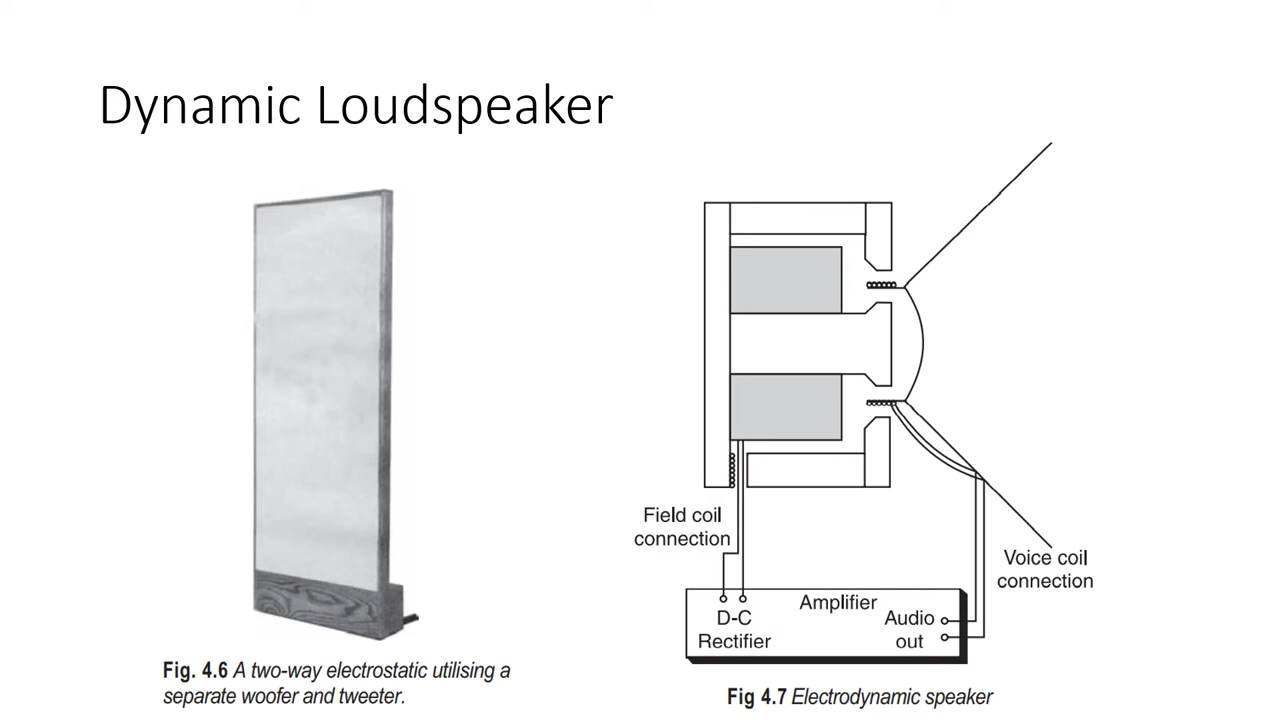 Dynamic Loudspeaker
Field coil
connection
Voice coil
connection
Amplifier
D-C
Rectifier
Audio
out
Fig. 4.6 A two-way electrostatic utilising a
separate woofer and tweeter.
Fig 4.7 Electrodynamic speaker